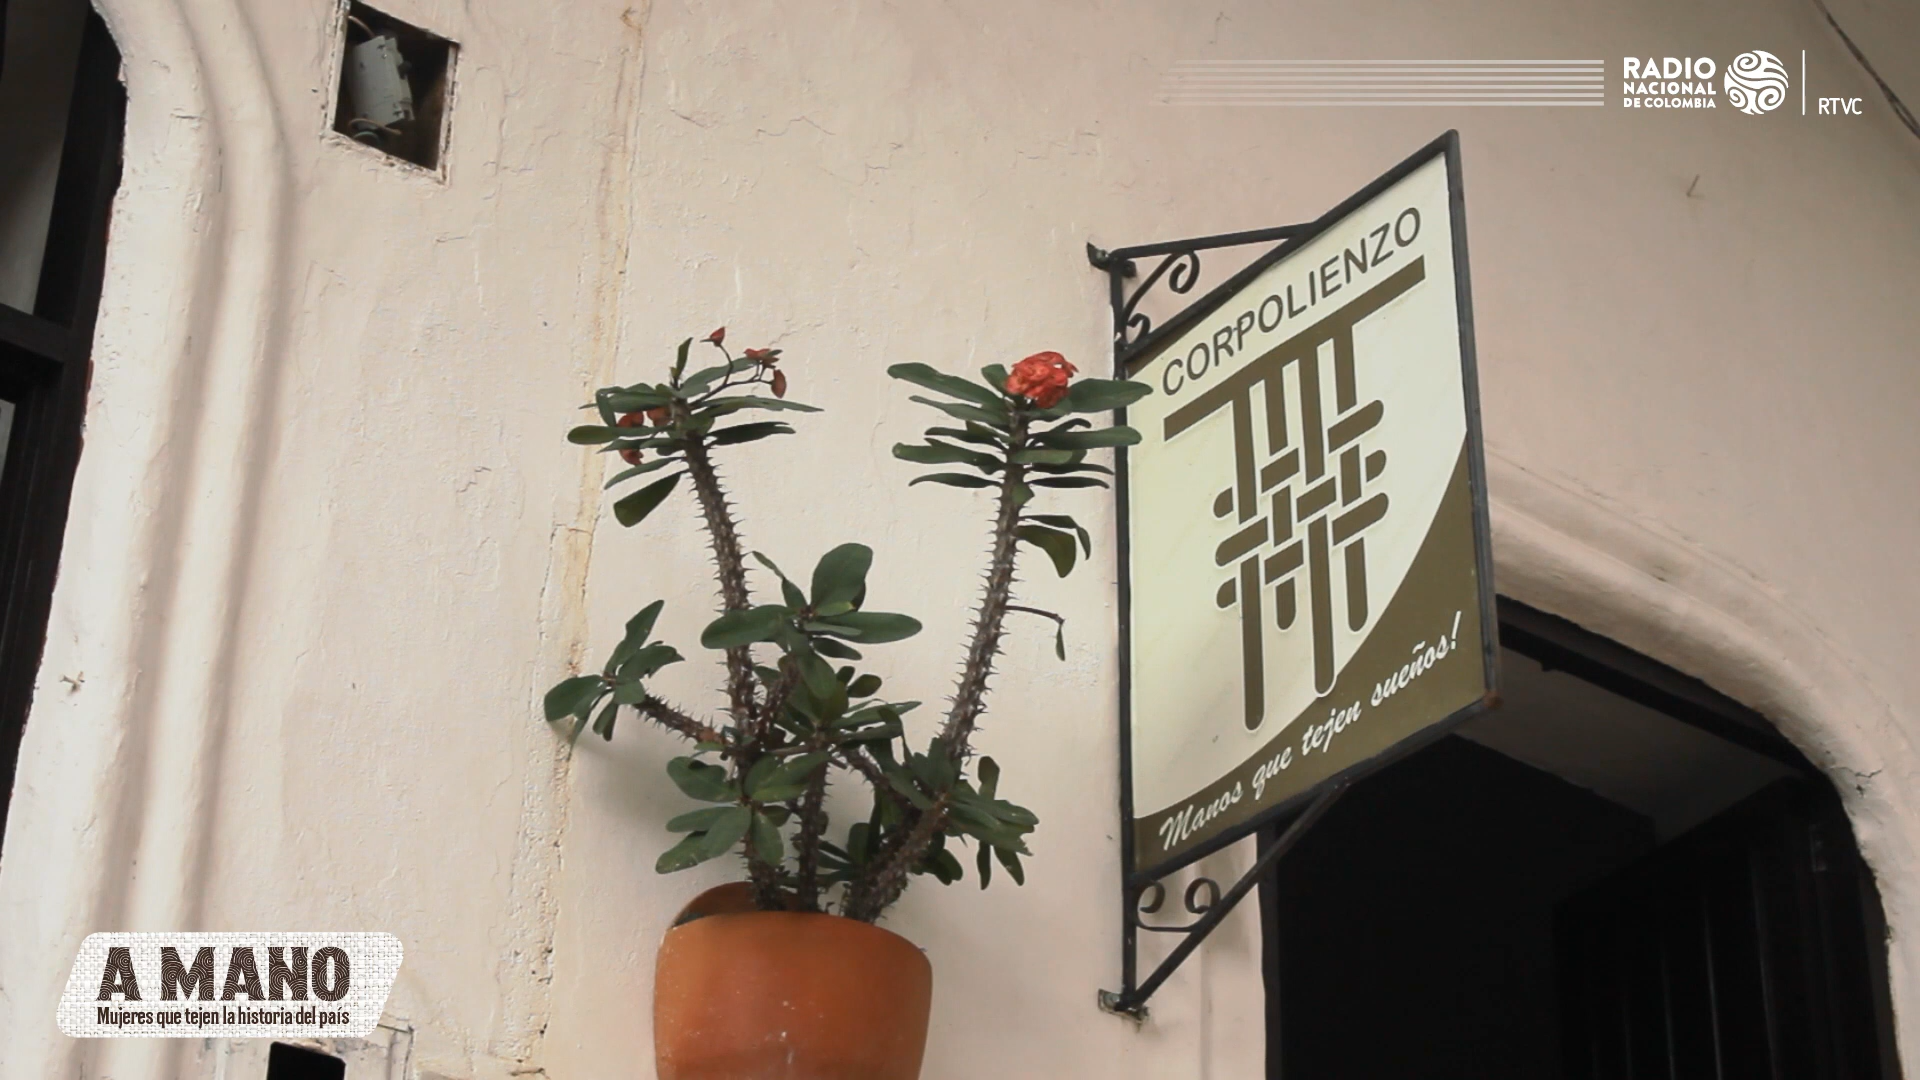 RADIO
NACIONAL
DE COLOMBIA
RTVC
CORPOLIENZO
Manos que tejen sueños!
A MANO
Mujeres que tejen la historia del país